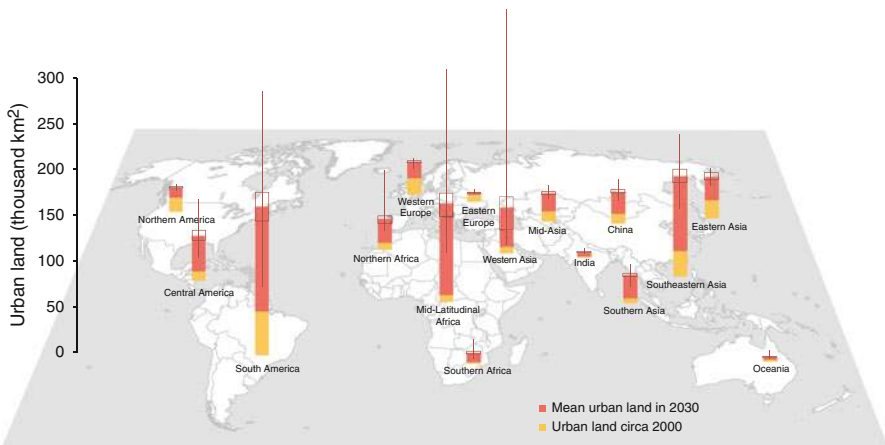 Urban land (thousand km²)
300
250
200
150
100
50
0
Northern America
Central America
South America
Western
Europe
Eastern
Europe
Northern Africa
Mid-Latitudinal
Africa
Southern Africa
Western Asia
Mid-Asia
India
China
Southern Asia
Southeastern Asia
Eastern Asia
Oceania
Mean urban land in 2030
Urban land circa 2000